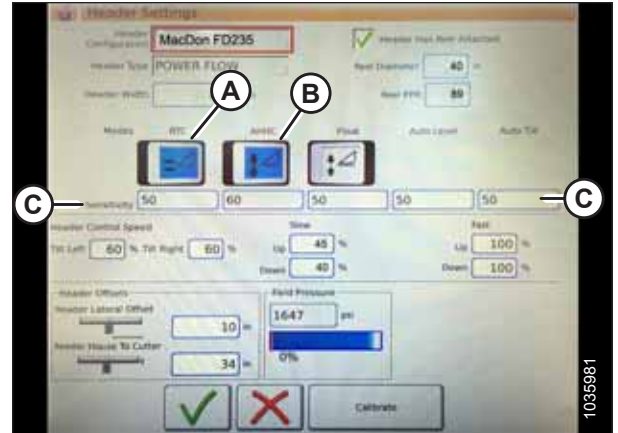 Header Settings
Header Configuration MacDon FD235 Header Has Reel Attached
Header Type POWER FLOW Reel Diameter 40 in
Header Width Reel PPR 89
A B
Modes RTC AHHC Float Auto Level Auto Tilt
C Sensitivity 50 60 50 50 50 C
Header Control Speed Slow Fast
Tilt Left 60 % Tilt Right 60 % Up 48 % Up 100 %
Down 40 % Down 100 %
Header Offsets Field Pressure
Header Lateral Offset 1647 psi
10 in
Feeder House To Cutter 0%
34 in
Calibrate
1035981